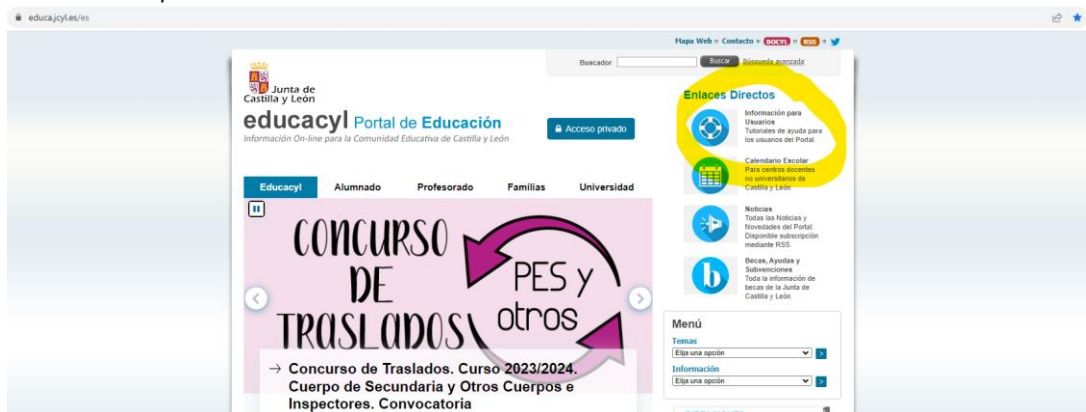 educa.jcyl.es/es
Mapa Web Contacto BOCYL RSS
Buscador Buscar Búsqueda avanzada
Junta de
Castilla y León
educacyl Portal de Educación
Información On-line para la Comunidad Educativa de Castilla y León
Acceso privado
Educacyl Alumnado Profesorado Familias Universidad
CONCURSO
DE
TRASLADOS
PES y
otros
→ Concurso de Traslados. Curso 2023/2024.
Cuerpo de Secundaria y Otros Cuerpos e
Inspectores. Convocatoria
Enlaces Directos
Información para
Usuarios
Tutoriales de ayuda para
los usuarios del Portal.
Calendario Escolar
Para centros docentes
no universitarios de
Castilla y León
Noticias
Todas las Noticias y
Novedades del Portal.
Disponible subscripción
mediante RSS.
Becas, Ayudas y
Subvenciones
Toda la información de
becas de la Junta de
Castilla y León
Menú
Temas
Elija una opción
Información
Elija una opción